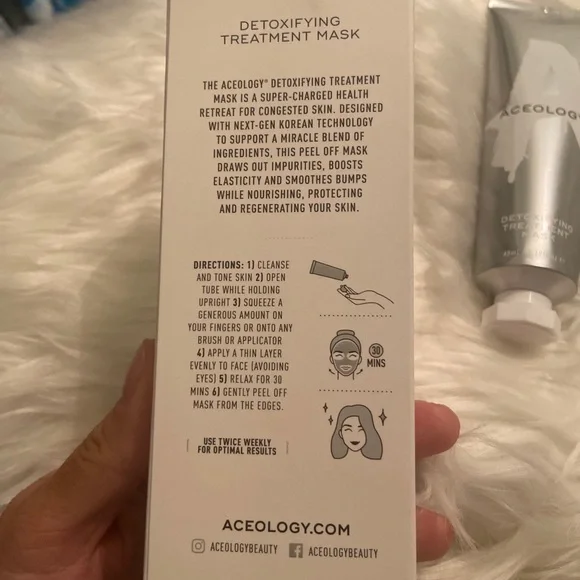 DETOXIFYING
TREATMENT MASK
THE ACEOLOGY® DETOXIFYING TREATMENT
MASK IS A SUPER-CHARGED HEALTH
RETREAT FOR CONGESTED SKIN. DESIGNED
WITH NEXT-GEN KOREAN TECHNOLOGY
TO SUPPORT A MIRACLE BLEND OF
INGREDIENTS, THIS PEEL OFF MASK
DRAWS OUT IMPURITIES, BOOSTS
ELASTICITY AND SMOOTHES BUMPS
WHILE NOURISHING, PROTECTING
AND REGENERATING YOUR SKIN.
DIRECTIONS: 1) CLEANSE
AND TONE SKIN 2) OPEN
TUBE WHILE HOLDING
UPRIGHT 3) SQUEEZE A
GENEROUS AMOUNT ON
YOUR FINGERS OR ONTO ANY
BRUSH OR APPLICATOR
4) APPLY A THIN LAYER
EVENLY TO FACE (AVOIDING
EYES) 5) RELAX FOR 30
MINS 6) GENTLY PEEL OFF
MASK FROM THE EDGES.
30
MINS
USE TWICE WEEKLY
FOR OPTIMAL RESULTS
ACEOLOGY.COM
ACEOLOGYBEAUTY
ACEOLOGYBEAUTY
ACEOLOGY
DETOXIFYING
TREATMENT
MASK